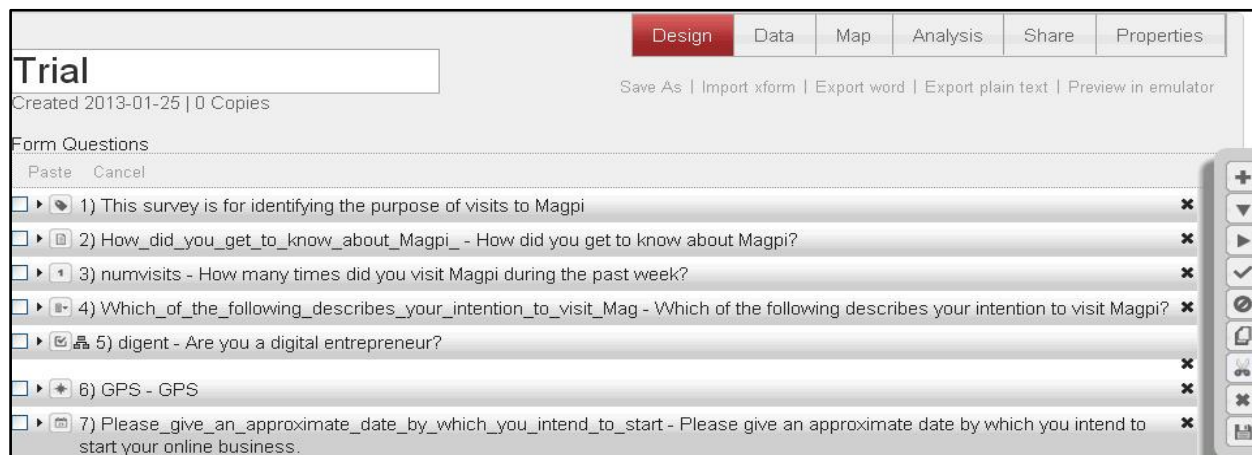 Design Data Map Analysis Share Properties
Trial
Save As | Import xform | Export word | Export plain text | Preview in emulator
Created 2013-01-25 | 0 Copies
Form Questions
Paste Cancel
1) This survey is for identifying the purpose of visits to Magpi
2) How_did_you_get_to_know_about_Magpi_ - How did you get to know about Magpi?
3) numvisits - How many times did you visit Magpi during the past week?
4) Which_of_the_following_describes_your_intention_to_visit_Mag - Which of the following describes your intention to visit Magpi?
5) digent - Are you a digital entrepreneur?
6) GPS - GPS
7) Please_give_an_approximate_date_by_which_you_intend_to_start - Please give an approximate date by which you intend to
start your online business.